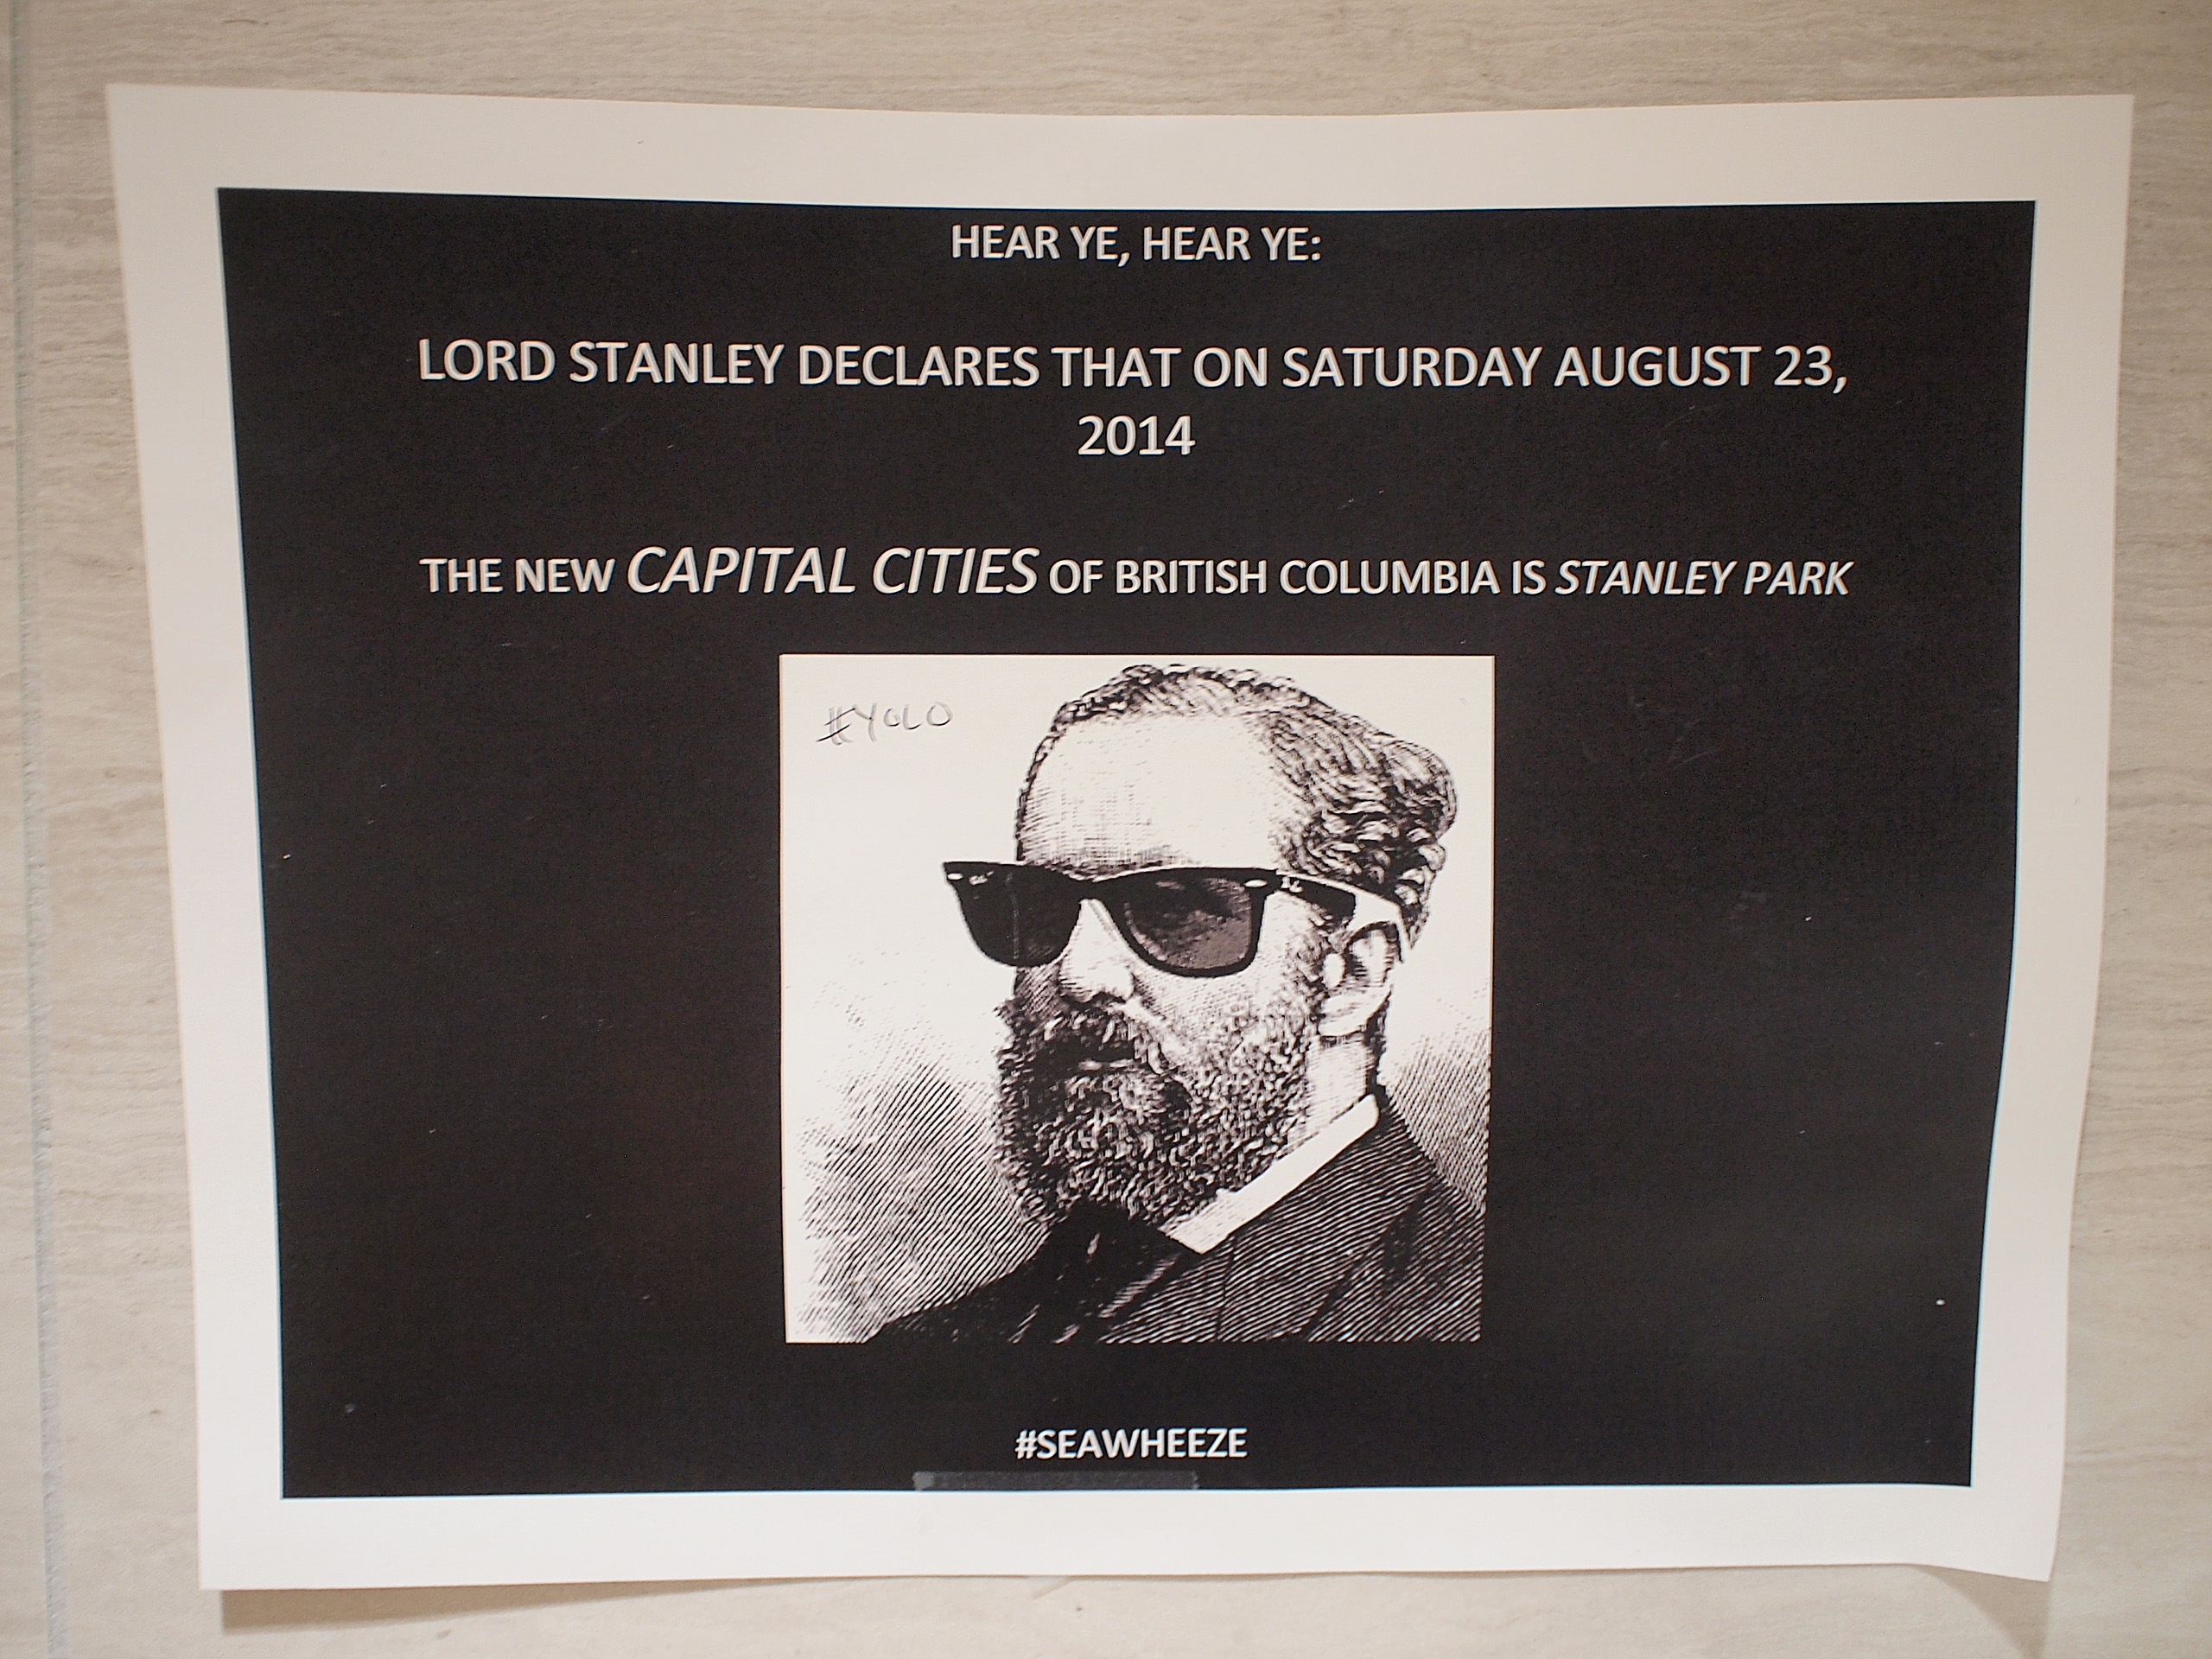 HEAR YE, HEAR YE:
LORD STANLEY DECLARES THAT ON SATURDAY AUGUST 23,
2014
THE NEW CAPITAL CITIES OF BRITISH COLUMBIA IS STANLEY PARK
#YOLO
#SEAWHEEZE